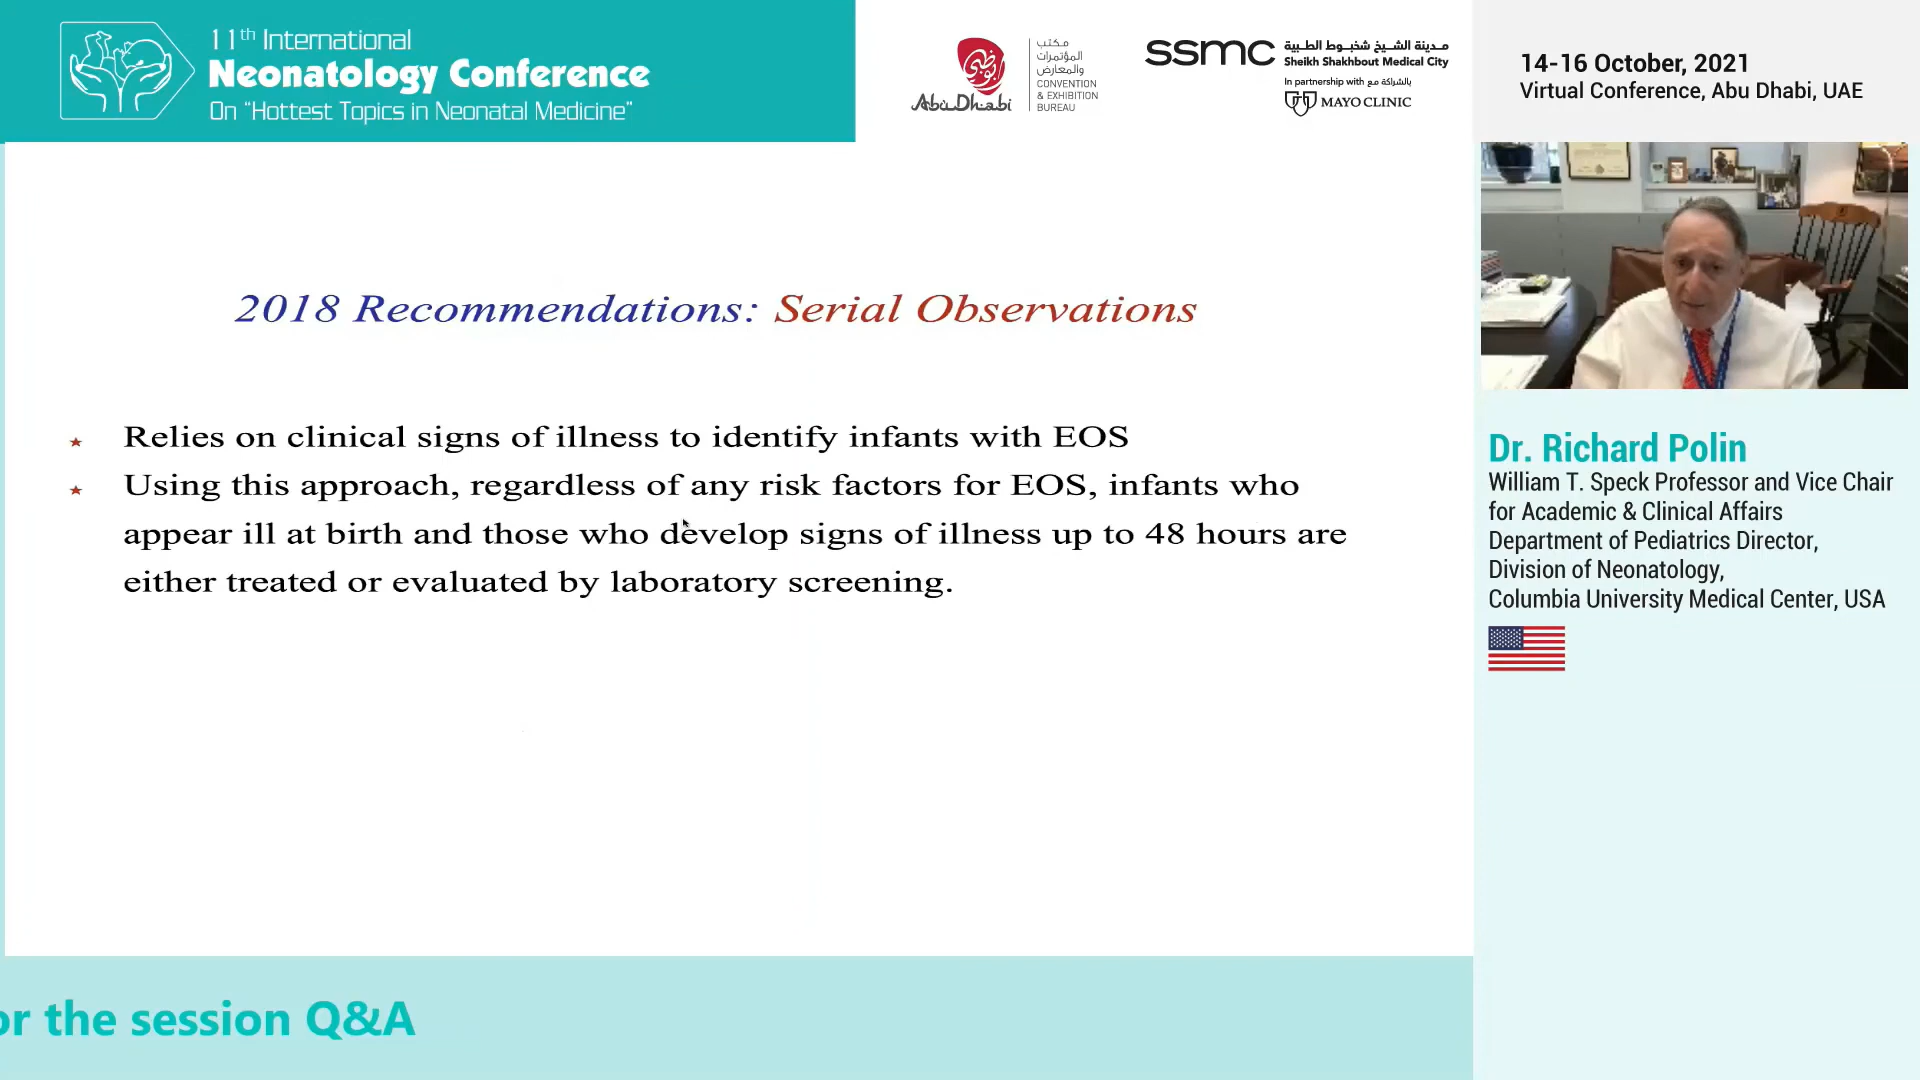 11th International
Neonatology Conference
On "Hottest Topics in Neonatal Medicine"
أبوظبي
AbuDhabi
مكتب
المؤتمرات
والمعارض
CONVENTION
& EXHIBITION
BUREAU
ssmc
مدينة الشيخ شخبوط الطبية
Sheikh Shakhbout Medical City
In partnership with بالشراكة مع
MAYO CLINIC
14-16 October, 2021
Virtual Conference, Abu Dhabi, UAE
2018 Recommendations: Serial Observations
Relies on clinical signs of illness to identify infants with EOS
Using this approach, regardless of any risk factors for EOS, infants who
appear ill at birth and those who develop signs of illness up to 48 hours are
either treated or evaluated by laboratory screening.
Dr. Richard Polin
William T. Speck Professor and Vice Chair
for Academic & Clinical Affairs
Department of Pediatrics Director,
Division of Neonatology,
Columbia University Medical Center, USA
or the session Q&A